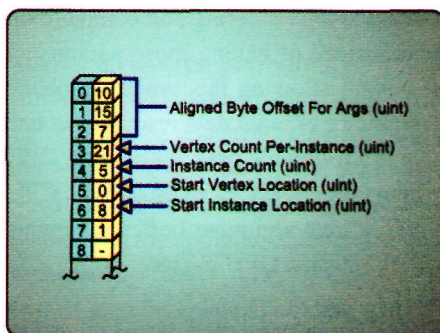 0 10
1 15
2 7
3 21
4 5
5 0
6 8
7 1
8 -
Aligned Byte Offset For Args (uint)
Vertex Count Per-Instance (uint)
Instance Count (uint)
Start Vertex Location (uint)
Start Instance Location (uint)